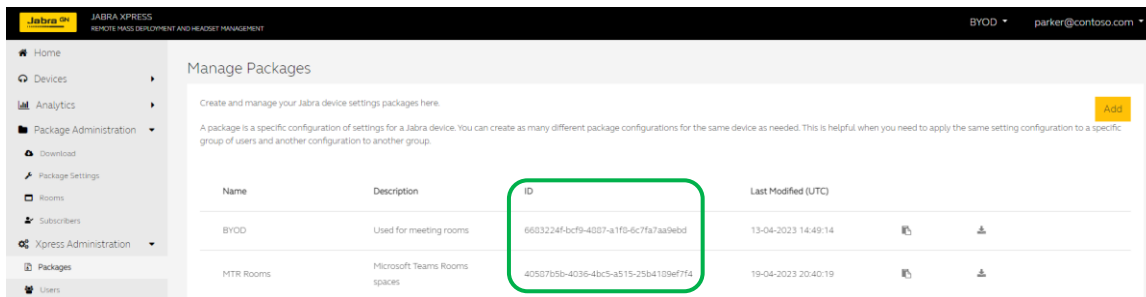 Jabra GN
JABRA XPRESS
REMOTE MASS DEPLOYMENT AND HEADSET MANAGEMENT
BYOD
parker@contoso.com
Home
Devices
Analytics
Package Administration
Download
Package Settings
Rooms
Subscribers
Xpress Administration
Packages
Users
Manage Packages
Create and manage your Jabra device settings packages here.
Add
A package is a specific configuration of settings for a Jabra device. You can create as many different package configurations for the same device as needed. This is helpful when you need to apply the same setting configuration to a specific
group of users and another configuration to another group.
Name Description ID Last Modified (UTC)
BYOD Used for meeting rooms 6683224f-bcf9-4887-a1f8-6c7fa7aa9ebd 13-04-2023 14:49:14
MTR Rooms Microsoft Teams Rooms 40587b5b-4036-4bc5-a515-25b4189ef7f4 19-04-2023 20:40:19
spaces